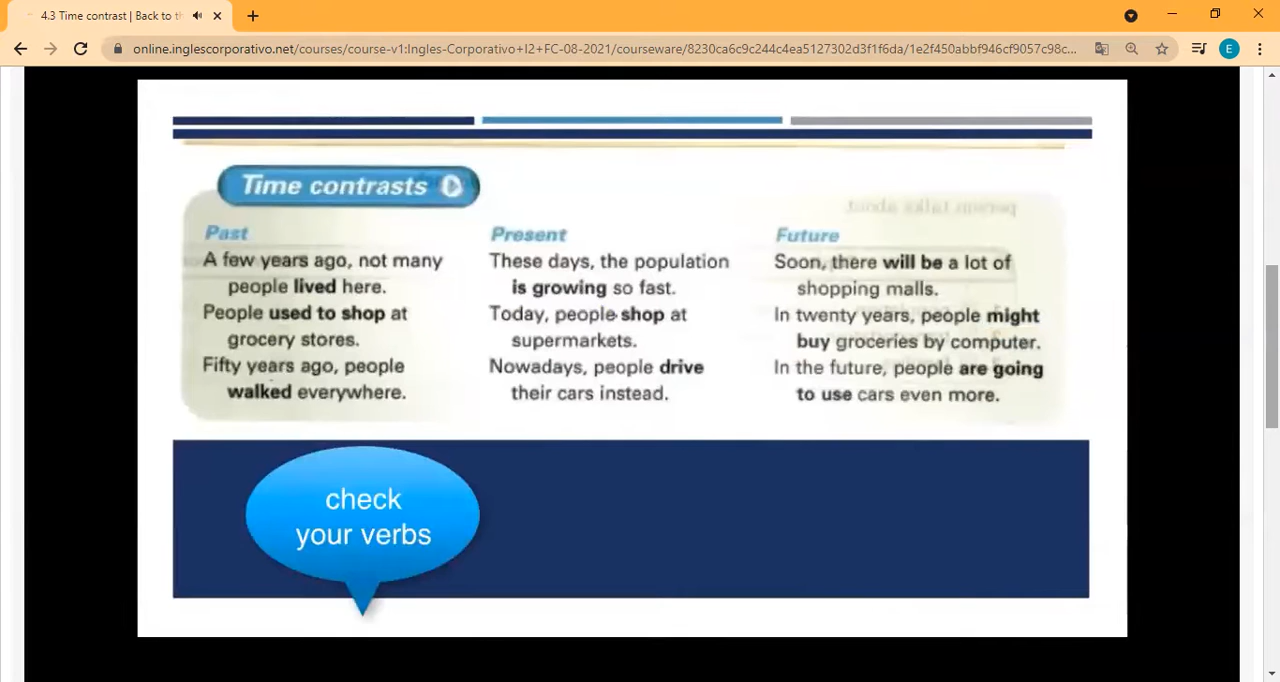 4.3 Time contrast | Back to th
online.inglescorporativo.net/courses/course-v1:Ingles-Corporativo+I2+FC-08-2021/courseware/8230ca6c9c244c4ea5127302d3f1f6da/1e2f450abbf946cf9057c98c...
E
Time contrasts
person talks about
Past
A few years ago, not many
people lived here.
People used to shop at
grocery stores.
Fifty years ago, people
walked everywhere.
Present
These days, the population
is growing so fast.
Today, people shop at
supermarkets.
Nowadays, people drive
their cars instead.
Future
Soon, there will be a lot of
shopping malls.
In twenty years, people might
buy groceries by computer.
In the future, people are going
to use cars even more.
check
your verbs